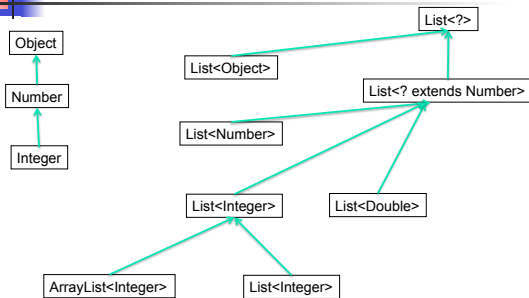 List<?>
Object
List<Object>
Number
List<? extends Number>
List<Number>
Integer
List<Integer>
List<Double>
ArrayList<Integer>
List<Integer>